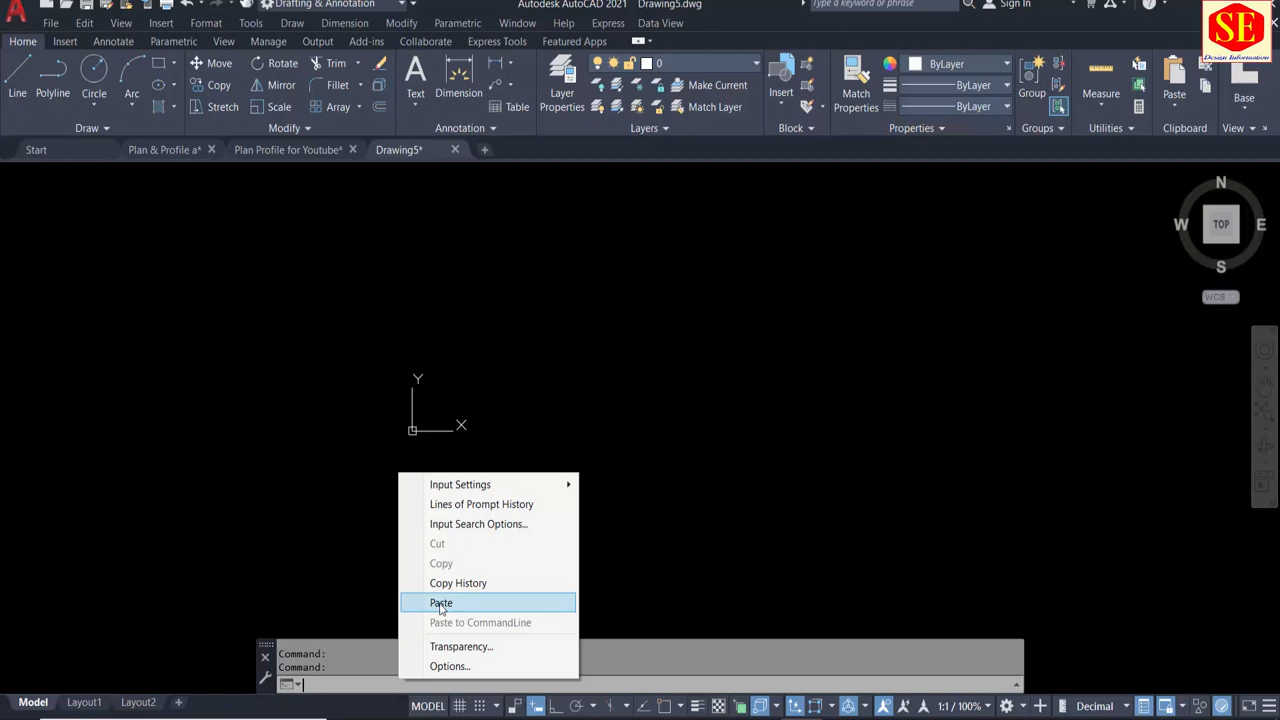 Drafting & Annotation
Autodesk AutoCAD 2021 Drawing5.dwg
Type a keyword or phrase
Sign In
File Edit View Insert Format Tools Draw Dimension Modify Parametric Window Help Express Data View
SE
Design Information
Home Insert Annotate Parametric View Manage Output Add-ins Collaborate Express Tools Featured Apps
Move Rotate Trim 0 ByLayer
Copy Mirror Fillet Make Current ByLayer
Line Polyline Circle Arc Text Dimension Layer Properties Insert Match Properties Group Measure Paste Base
Stretch Scale Array Table Match Layer ByLayer
Draw Modify Annotation Layers Block Properties Groups Utilities Clipboard View
Start Plan & Profile a* Plan Profile for Youtube* Drawing5*
N
W TOP E
S
WCS
Y
X
Input Settings
Lines of Prompt History
Input Search Options...
Cut
Copy
Copy History
Paste
Paste to CommandLine
Transparency...
Options...
Command:
Command:
Model Layout1 Layout2 + MODEL 1:1 / 100% Decimal